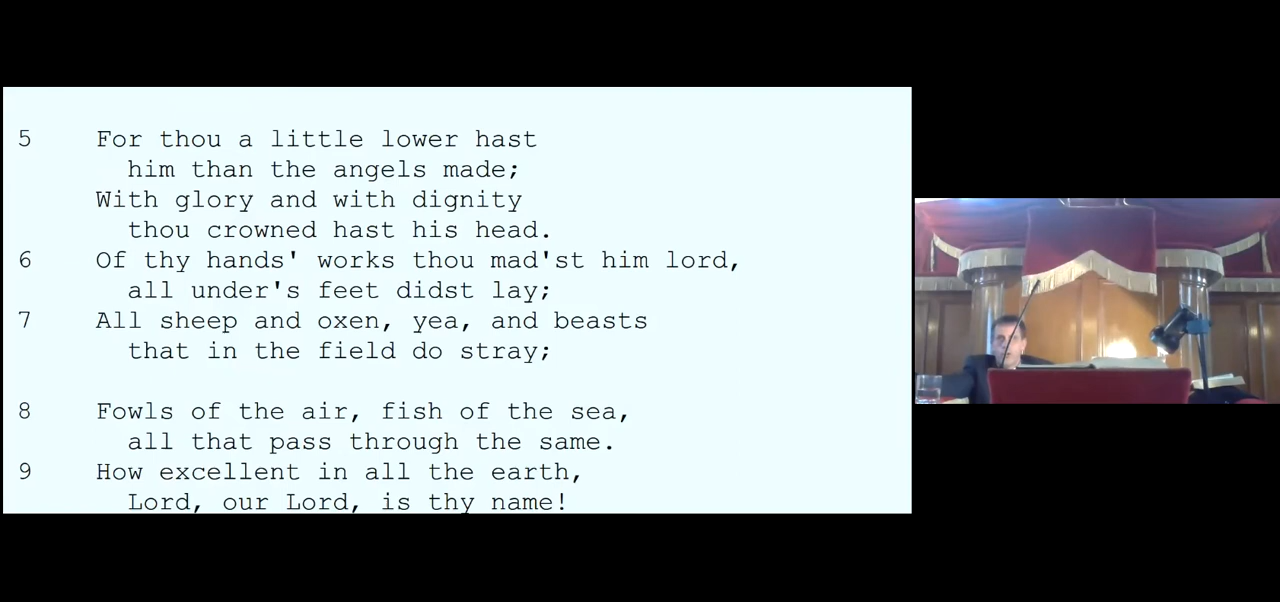 5 For thou a little lower hast
him than the angels made;
With glory and with dignity
thou crowned hast his head.
6 Of thy hands' works thou mad'st him lord,
all under's feet didst lay;
7 All sheep and oxen, yea, and beasts
that in the field do stray;
8 Fowls of the air, fish of the sea,
all that pass through the same.
9 How excellent in all the earth,
Lord, our Lord, is thy name!